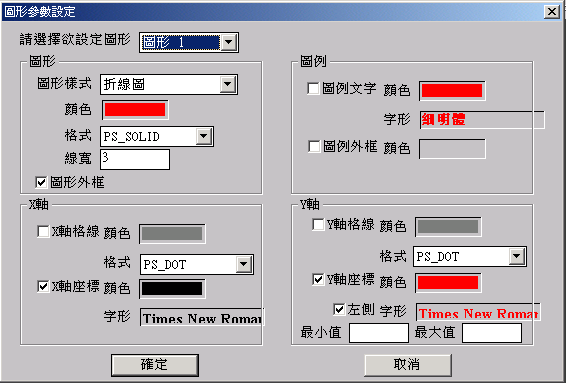 圖形參數設定
請選擇欲設定圖形 圖形 1
圖形
圖形樣式 折線圖
顏色
格式 PS_SOLID
線寬 3
圖形外框
圖例
圖例文字 顏色
字形 細明體
圖例外框 顏色
X軸
X軸格線 顏色
格式 PS_DOT
X軸座標 顏色
字形 Times New Roman
Y軸
Y軸格線 顏色
格式 PS_DOT
Y軸座標 顏色
左側 字形 Times New Roman
最小值 最大值
確定 取消